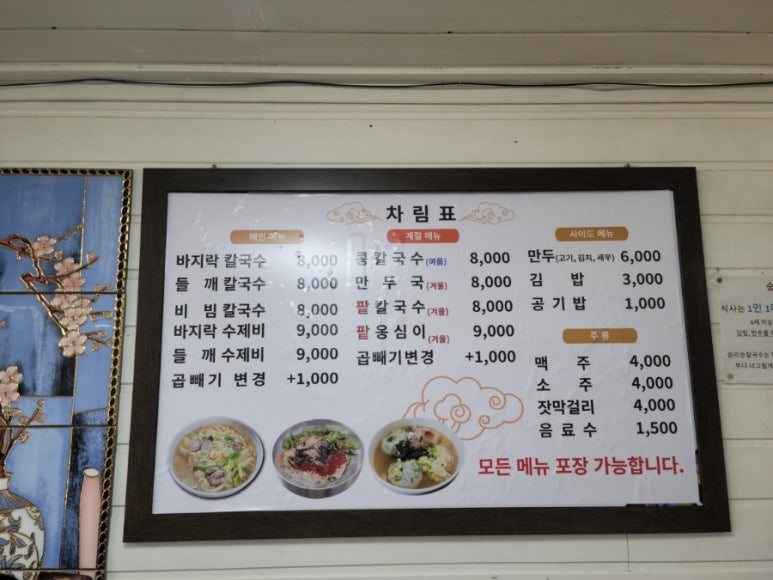 차림표
메인 메뉴
바지락 칼국수 8,000
들깨 칼국수 8,000
비빔 칼국수 8,000
바지락 수제비 9,000
들깨 수제비 9,000
곱빼기 변경 +1,000
계절 메뉴
콩칼국수(여름) 8,000
만두국(겨울) 8,000
팥칼국수(겨울) 8,000
팥옹심이(겨울) 9,000
곱빼기변경 +1,000
사이드 메뉴
만두(고기, 김치, 새우) 6,000
김밥 3,000
공기밥 1,000
주류
맥주 4,000
소주 4,000
잣막걸리 4,000
음료수 1,500
모든 메뉴 포장 가능합니다.
식사는 1인 1